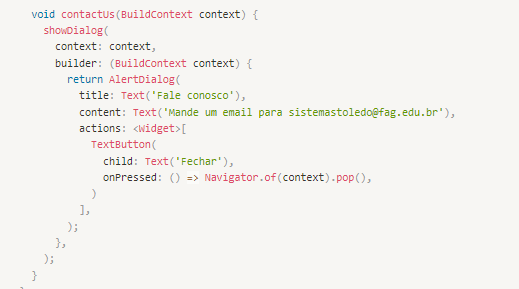 void contactUs(BuildContext context) {
showDialog(
context: context,
builder: (BuildContext context) {
return AlertDialog(
title: Text('Fale conosco'),
content: Text('Mande um email para sistemastoledo@fag.edu.br'),
actions: <Widget>[
TextButton(
child: Text('Fechar'),
onPressed: () => Navigator.of(context).pop(),
)
],
);
},
);
}